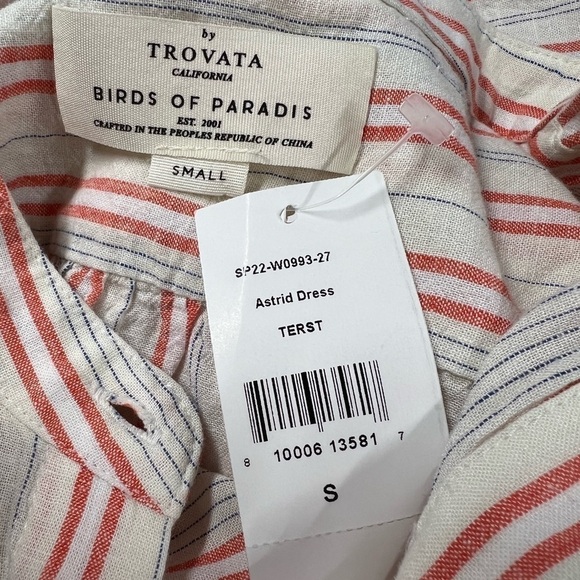 by
TROVATA
CALIFORNIA
BIRDS OF PARADIS
EST. 2001
CRAFTED IN THE PEOPLES REPUBLIC OF CHINA
SMALL
SP22-W0993-27
Astrid Dress
TERST
8 10006 13581 7
S